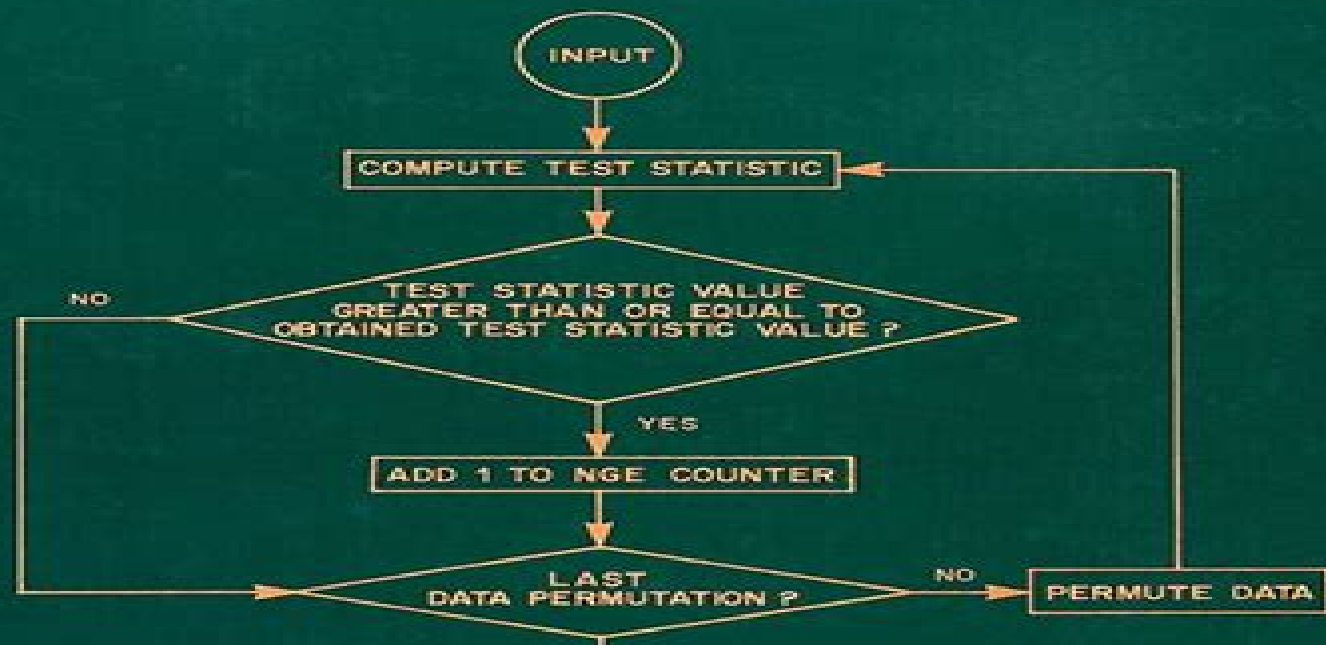 INPUT
COMPUTE TEST STATISTIC
NO
TEST STATISTIC VALUE
GREATER THAN OR EQUAL TO
OBTAINED TEST STATISTIC VALUE ?
YES
ADD 1 TO NGE COUNTER
LAST
DATA PERMUTATION ?
NO
PERMUTE DATA